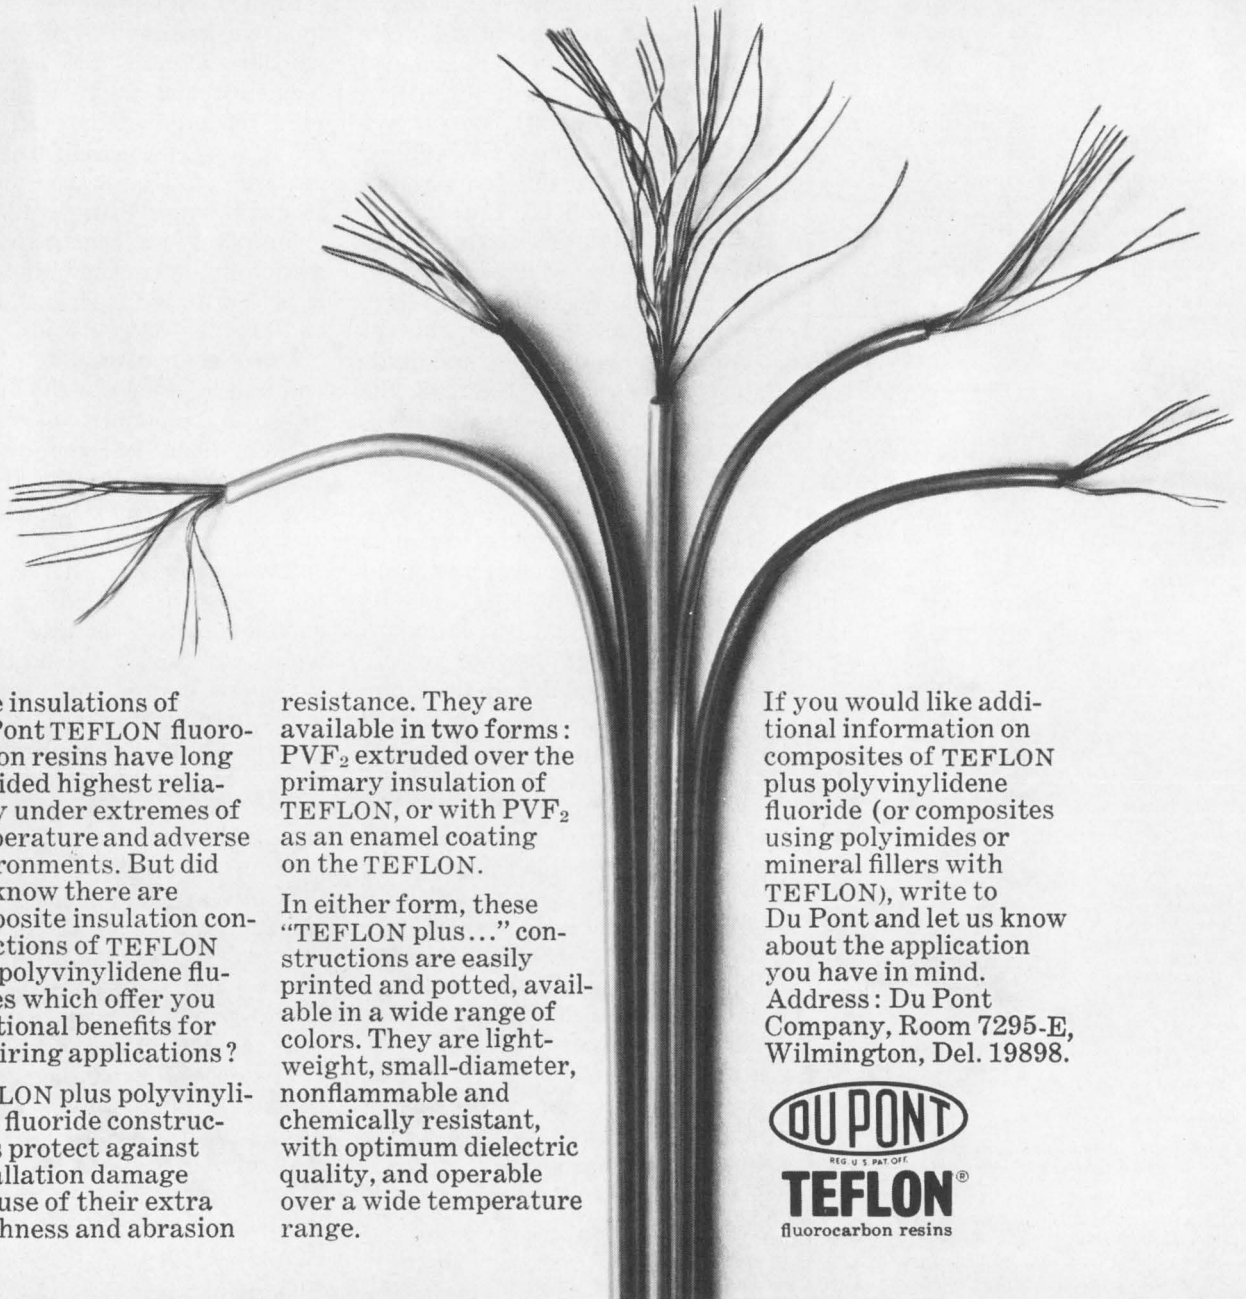 insulations of
Pont TEFLON fluoro-
on resins have long
ided highest relia-
y under extremes of
perature and adverse
ronments. But did
know there are
posite insulation con-
ctions of TEFLON
polyvinylidene flu-
es which offer you
tional benefits for
iring applications?
LON plus polyvinyli-
fluoride construc-
s protect against
allation damage
use of their extra
hness and abrasion
resistance. They are
available in two forms:
PVF₂ extruded over the
primary insulation of
TEFLON, or with PVF₂
as an enamel coating
on the TEFLON.
In either form, these
“TEFLON plus...” con-
structions are easily
printed and potted, avail-
able in a wide range of
colors. They are light-
weight, small-diameter,
nonflammable and
chemically resistant,
with optimum dielectric
quality, and operable
over a wide temperature
range.
If you would like addi-
tional information on
composites of TEFLON
plus polyvinylidene
fluoride (or composites
using polyimides or
mineral fillers with
TEFLON), write to
Du Pont and let us know
about the application
you have in mind.
Address: Du Pont
Company, Room 7295-E,
Wilmington, Del. 19898.
DU PONT
REG. U.S. PAT. OFF.
TEFLON®
fluorocarbon resins